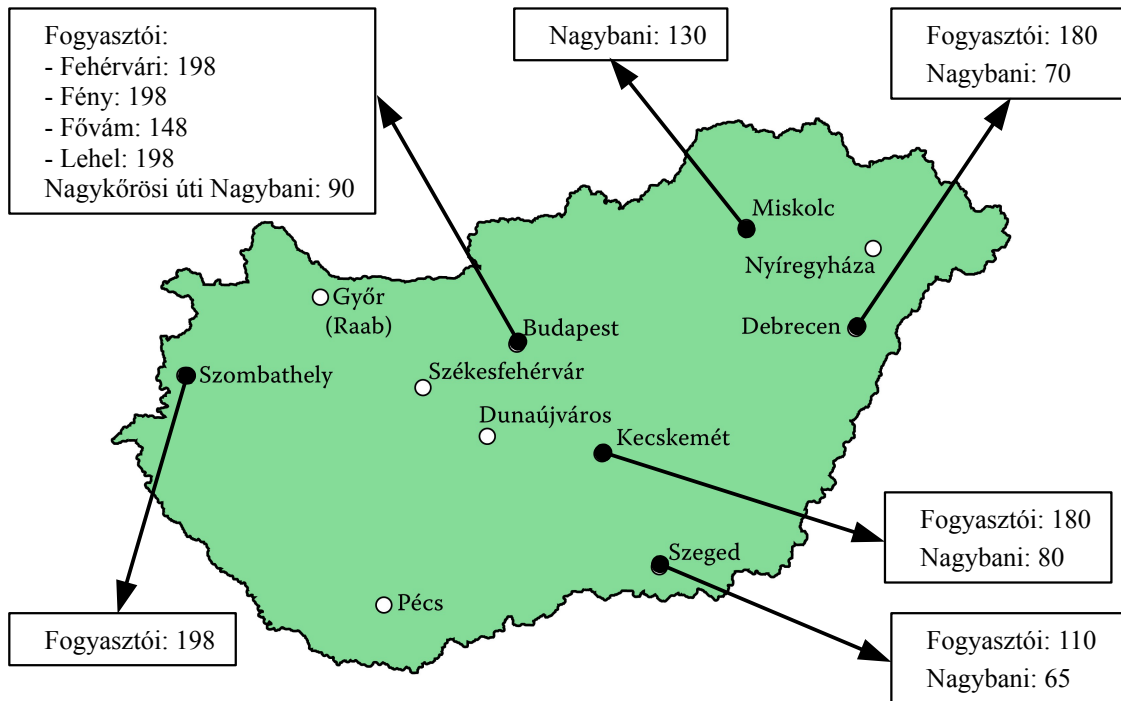 Fogyasztói:
- Fehérvári: 198
- Fény: 198
- Fővám: 148
- Lehel: 198
Nagykőrösi úti Nagybani: 90
Nagybani: 130
Fogyasztói: 180
Nagybani: 70
Miskolc
Nyíregyháza
Győr
(Raab)
Budapest
Debrecen
Szombathely
Székesfehérvár
Dunaújváros
Kecskemét
Fogyasztói: 180
Nagybani: 80
Szeged
Pécs
Fogyasztói: 198
Fogyasztói: 110
Nagybani: 65